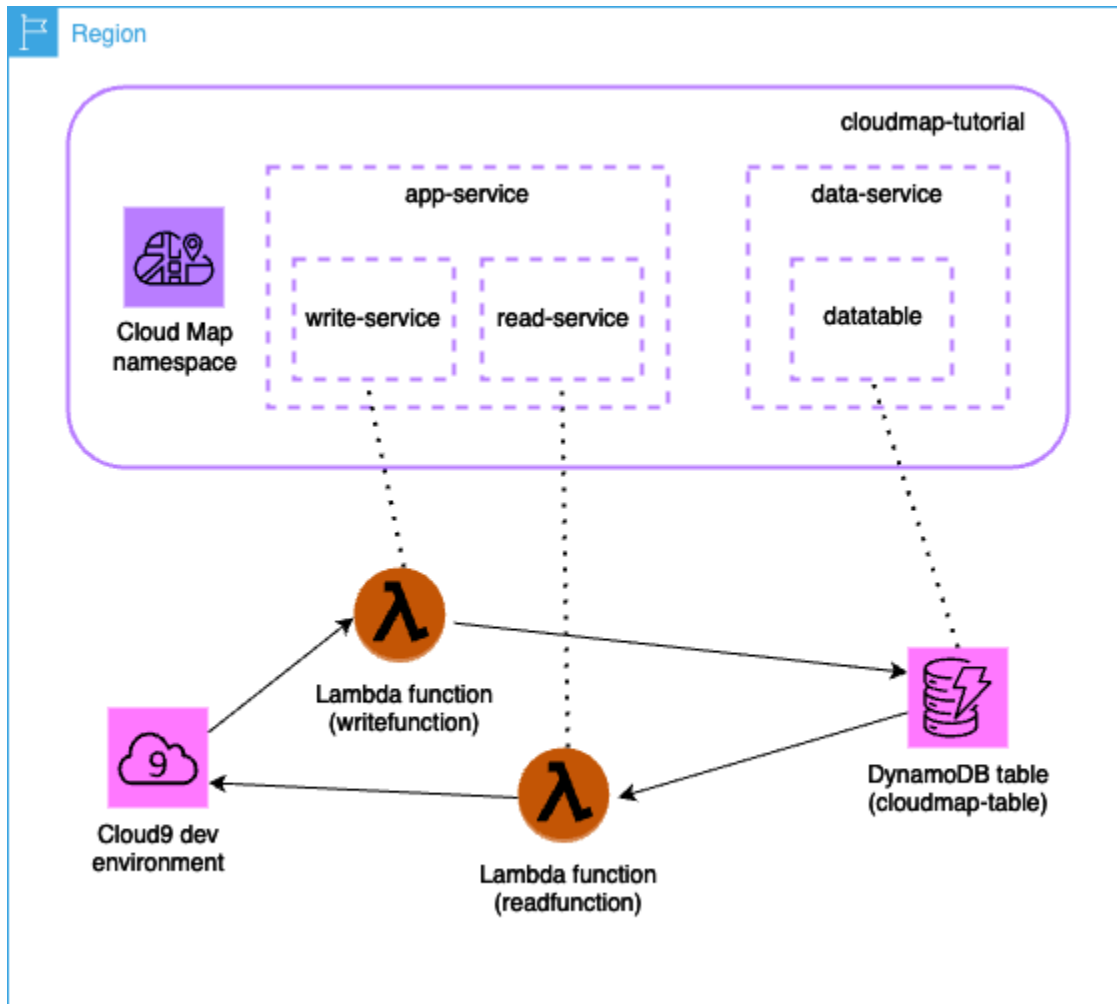 Region
cloudmap-tutorial
app-service
data-service
write-service
read-service
datatable
Cloud Map
namespace
Lambda function
(writefunction)
9
Cloud9 dev
environment
DynamoDB table
(cloudmap-table)
Lambda function
(readfunction)
λ
λ